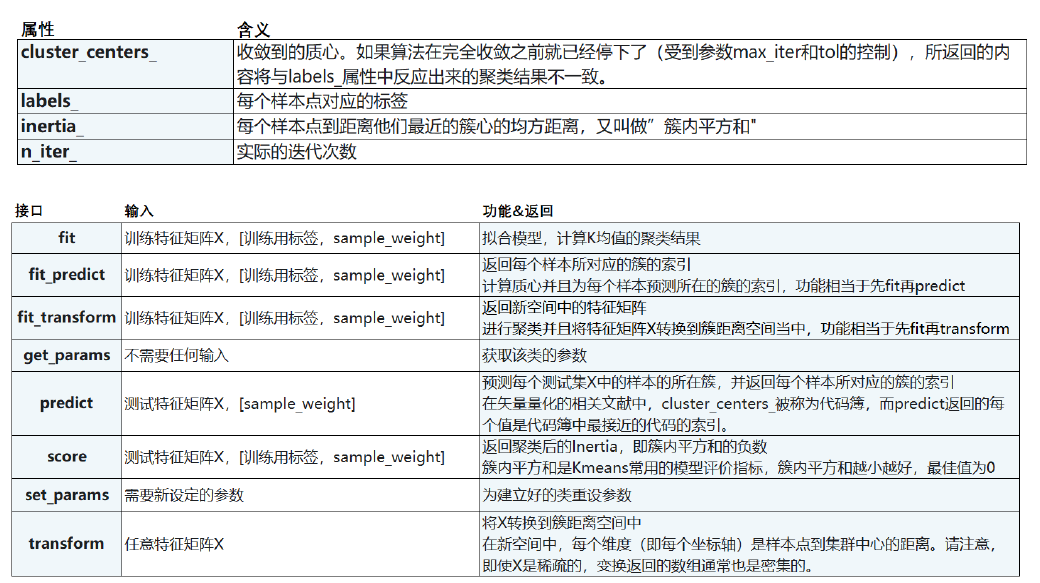 属性 含义
cluster_centers_ 收敛到的质心。如果算法在完全收敛之前就已经停下了（受到参数max_iter和tol的控制），所返回的内
容将与labels_属性中反应出来的聚类结果不一致。
labels_ 每个样本点对应的标签
inertia_ 每个样本点到距离他们最近的簇心的均方距离，又叫做”簇内平方和"
n_iter_ 实际的迭代次数
接口 输入 功能&返回
fit 训练特征矩阵X，[训练用标签，sample_weight] 拟合模型，计算K均值的聚类结果
fit_predict 训练特征矩阵X，[训练用标签，sample_weight] 返回每个样本所对应的簇的索引
计算质心并且为每个样本预测所在的簇的索引，功能相当于先fit再predict
fit_transform 训练特征矩阵X，[训练用标签，sample_weight] 返回新空间中的特征矩阵
进行聚类并且将特征矩阵X转换到簇距离空间当中，功能相当于先fit再transform
get_params 不需要任何输入 获取该类的参数
predict 测试特征矩阵X，[sample_weight] 预测每个测试集X中的样本的所在簇，并返回每个样本所对应的簇的索引
在矢量量化的相关文献中，cluster_centers_被称为代码簿，而predict返回的每
个值是代码簿中最接近的代码的索引。
score 测试特征矩阵X，[训练用标签，sample_weight] 返回聚类后的Inertia，即簇内平方和的负数
簇内平方和是Kmeans常用的模型评价指标，簇内平方和越小越好，最佳值为0
set_params 需要新设定的参数 为建立好的类重设参数
transform 任意特征矩阵X 将X转换到簇距离空间中
在新空间中，每个维度（即每个坐标轴）是样本点到集群中心的距离。请注意，
即使X是稀疏的，变换返回的数组通常也是密集的。